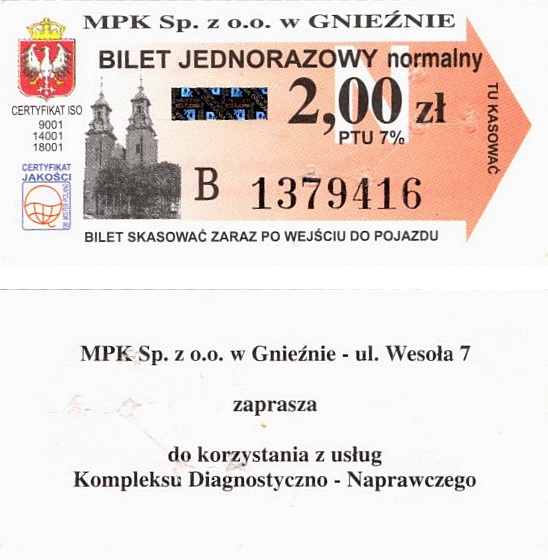 MPK Sp. z o.o. w GNIEŹNIE
BILET JEDNORAZOWY normalny
N
2,00 zł
PTU 7%
TU KASOWAĆ
CERTYFIKAT ISO
9001
14001
18001
CERTYFIKAT
JAKOŚCI
B 1379416
BILET SKASOWAĆ ZARAZ PO WEJŚCIU DO POJAZDU
MPK Sp. z o.o. w Gnieźnie - ul. Wesoła 7
zaprasza
do korzystania z usług
Kompleksu Diagnostyczno - Naprawczego